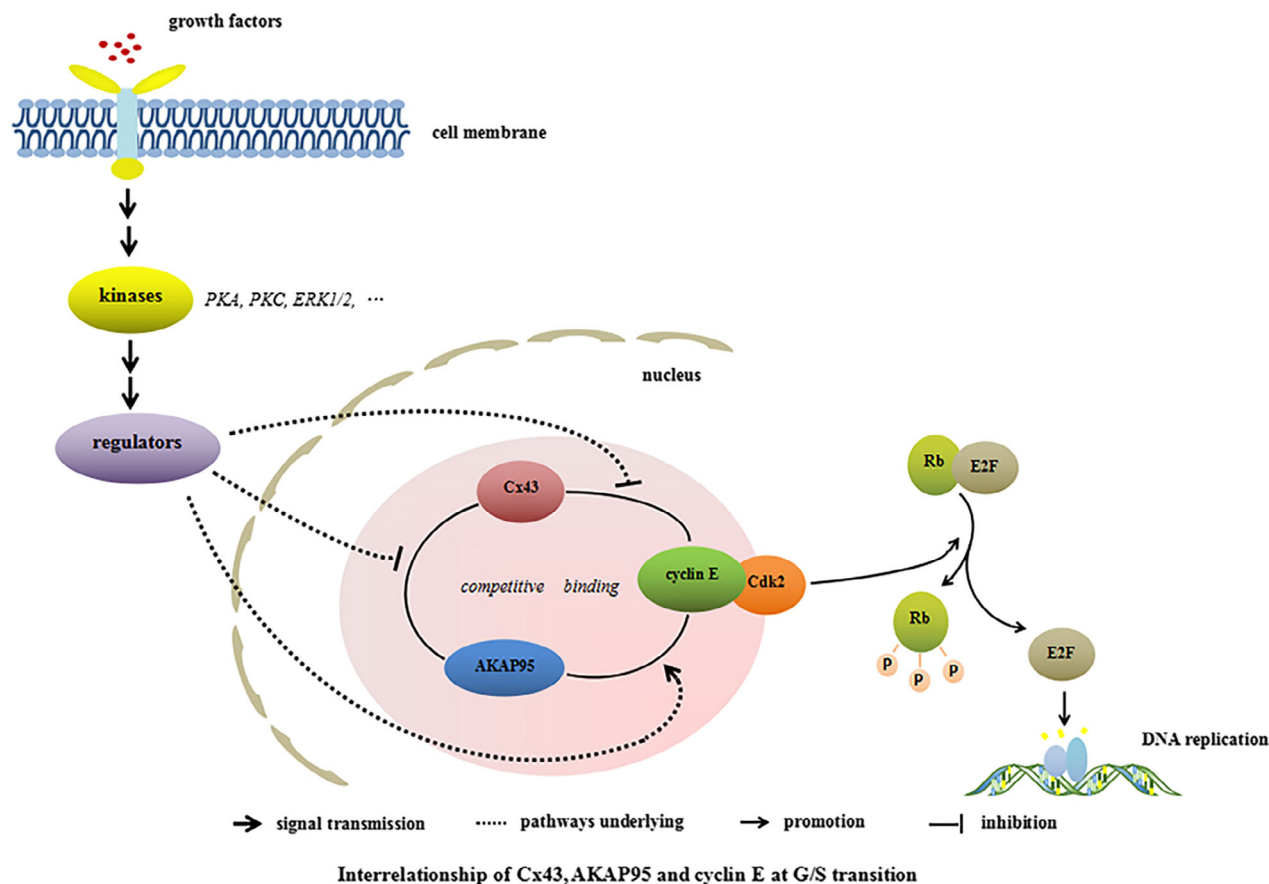 growth factors
cell membrane
kinases
PKA, PKC, ERK1/2, ...
nucleus
regulators
Cx43
Rb
E2F
cyclin E
Cdk2
competitive binding
AKAP95
Rb
P
P
P
E2F
DNA replication
signal transmission
pathways underlying
promotion
inhibition
Interrelationship of Cx43, AKAP95 and cyclin E at G/S transition